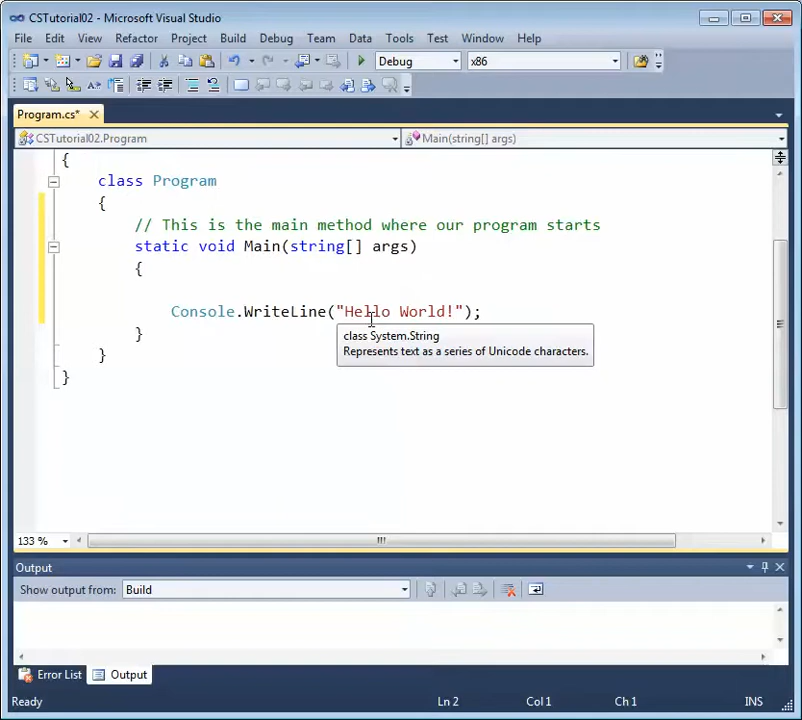 CSTutorial02 - Microsoft Visual Studio
File Edit View Refactor Project Build Debug Team Data Tools Test Window Help
Debug x86
Program.cs*
CSTutorial02.Program Main(string[] args)
{
class Program
{
// This is the main method where our program starts
static void Main(string[] args)
{
Console.WriteLine("Hello World!");
class System.String
Represents text as a series of Unicode characters.
}
}
}
133 %
Output
Show output from: Build
Error List Output
Ready Ln 2 Col 1 Ch 1 INS